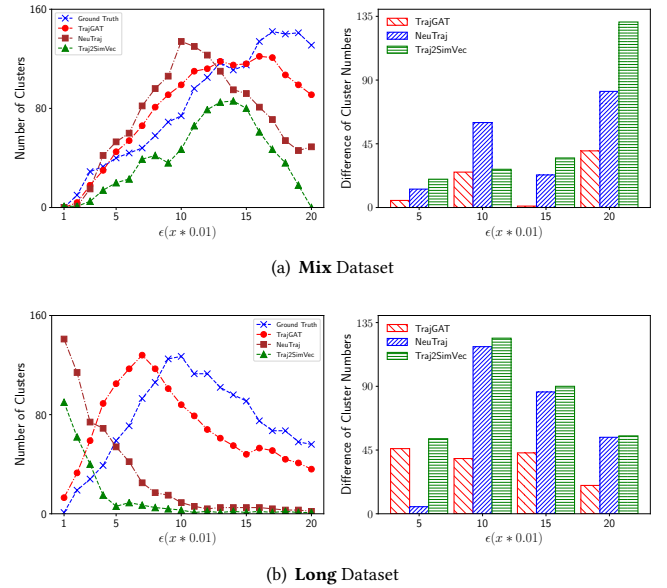 160
80
0
Number of Clusters
Ground Truth
TrajGAT
NeuTraj
Traj2SimVec
1 5 10 15 20
ϵ(x * 0.01)
135
90
45
0
Difference of Cluster Numbers
TrajGAT
NeuTraj
Traj2SimVec
5 10 15 20
ϵ(x * 0.01)
(a) Mix Dataset
160
80
0
Number of Clusters
Ground Truth
TrajGAT
NeuTraj
Traj2SimVec
1 5 10 15 20
ϵ(x * 0.01)
135
90
45
0
Difference of Cluster Numbers
TrajGAT
NeuTraj
Traj2SimVec
5 10 15 20
ϵ(x * 0.01)
(b) Long Dataset